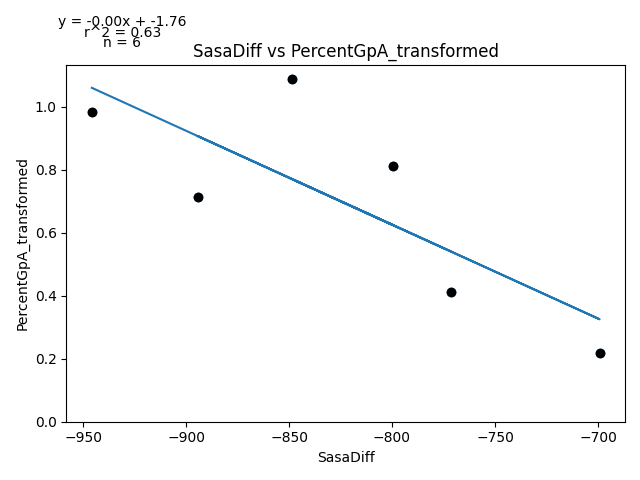 y = -0.00x + -1.76
r^2 = 0.63
n = 6
SasaDiff vs PercentGpA_transformed
1.0
0.8
0.6
0.4
0.2
0.0
PercentGpA_transformed
−950 −900 −850 −800 −750 −700
SasaDiff